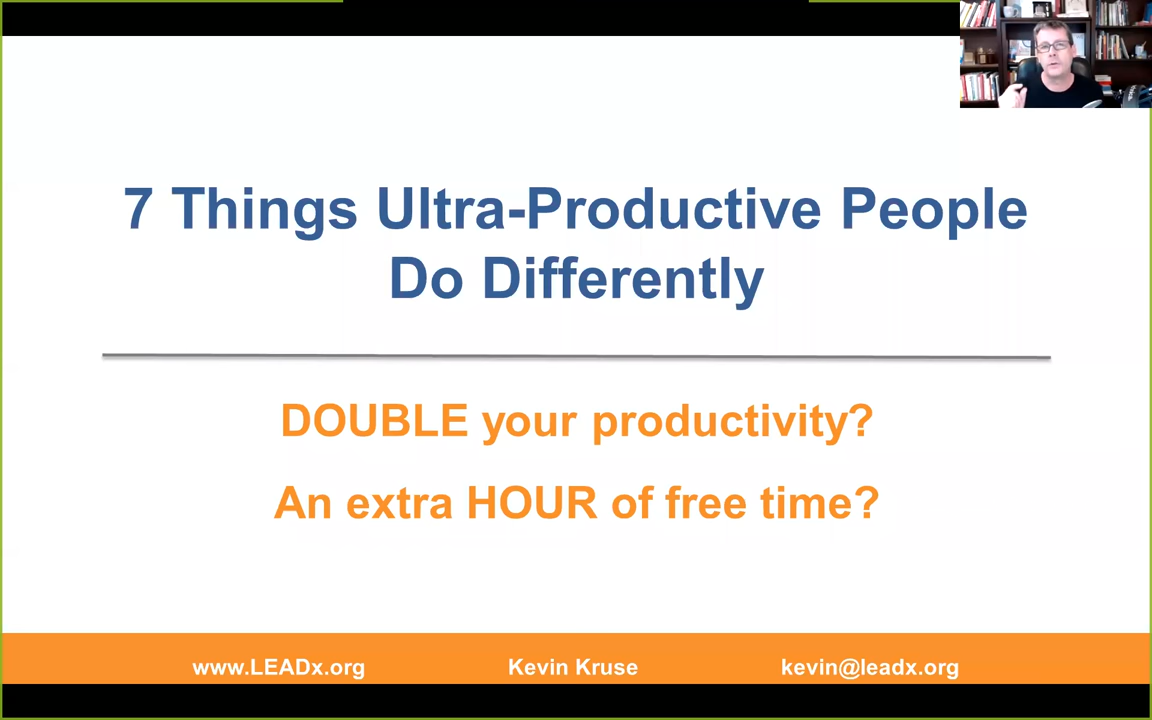 7 Things Ultra-Productive People
Do Differently
DOUBLE your productivity?
An extra HOUR of free time?
www.LEADx.org Kevin Kruse kevin@leadx.org